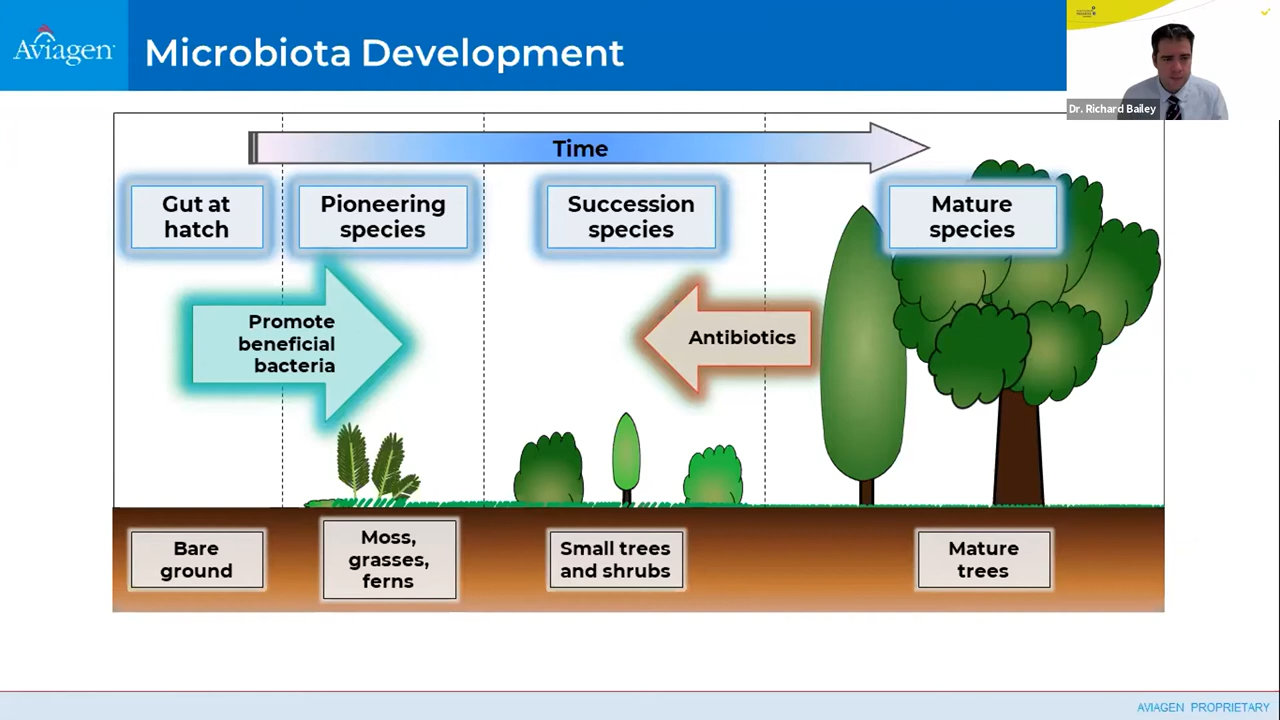 Aviagen
Microbiota Development
Dr. Richard Bailey
Time
Gut at
hatch
Pioneering
species
Succession
species
Mature
species
Promote
beneficial
bacteria
Antibiotics
Bare
ground
Moss,
grasses,
ferns
Small trees
and shrubs
Mature
trees
AVIAGEN PROPRIETARY